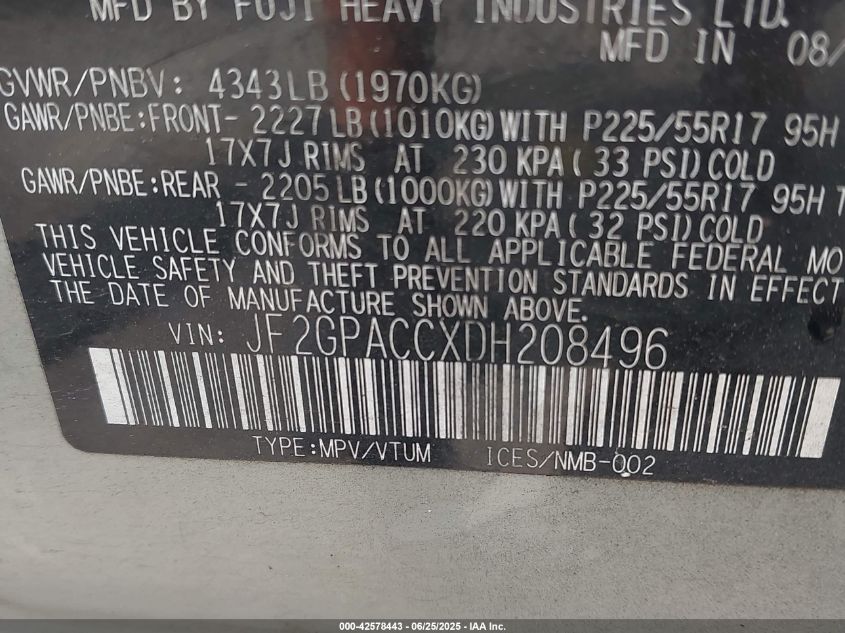 MFD BY FUJI HEAVY INDUSTRIES LTD.
MFD IN 08/
GVWR/PNBV: 4343LB (1970KG)
GAWR/PNBE:FRONT- 2227 LB(1010KG) WITH P225/55R17 95H
17X7J RIMS AT 230 KPA( 33 PSI) COLD
GAWR/PNBE:REAR - 2205 LB(1000KG) WITH P225/55R17 95H T
17X7J RIMS AT 220 KPA( 32 PSI) COLD
THIS VEHICLE CONFORMS TO ALL APPLICABLE FEDERAL MO
VEHICLE SAFETY AND THEFT PREVENTION STANDARDS IN EFFECT
THE DATE OF MANUFACTURE SHOWN ABOVE.
VIN: JF2GPACCXDH208496
TYPE:MPV/VTUM ICES/NMB-002
000-42578443 / 06/25/2025 - IAA Inc.